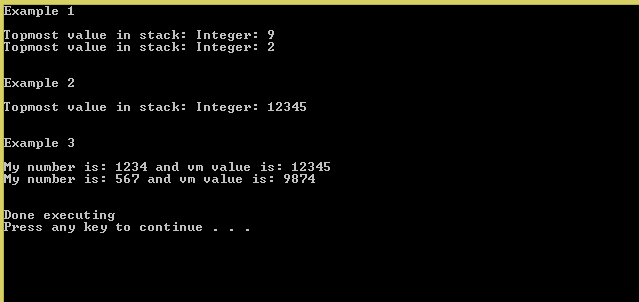 Example 1
Topmost value in stack: Integer: 9
Topmost value in stack: Integer: 2
Example 2
Topmost value in stack: Integer: 12345
Example 3
My number is: 1234 and vm value is: 12345
My number is: 567 and vm value is: 9874
Done executing
Press any key to continue . . .